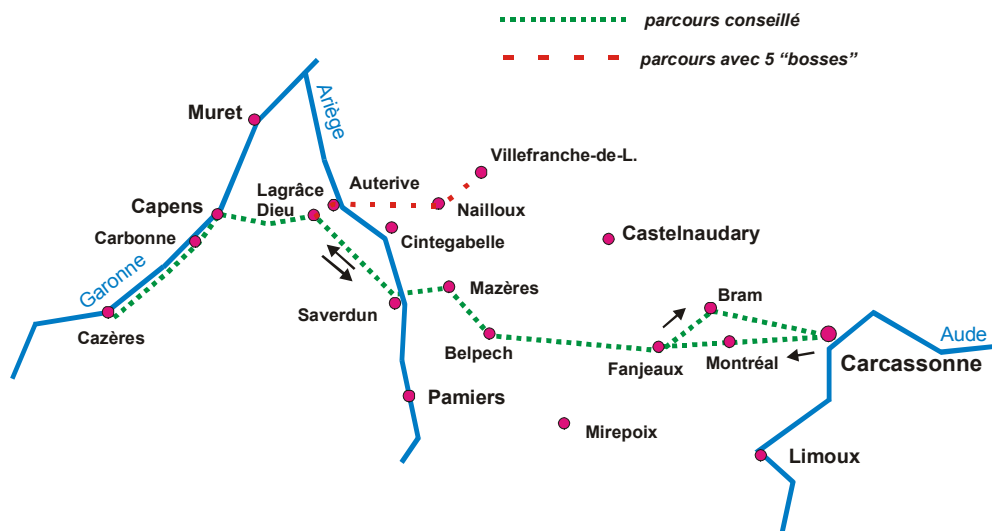 parcours conseillé
parcours avec 5 “bosses”
Muret
Ariège
Villefranche-de-L.
Auterive
Lagrâce
Dieu
Nailloux
Capens
Carbonne
Cintegabelle
Castelnaudary
Garonne
Mazères
Bram
Saverdun
Cazères
Belpech
Aude
Fanjeaux
Montréal
Carcassonne
Pamiers
Mirepoix
Limoux